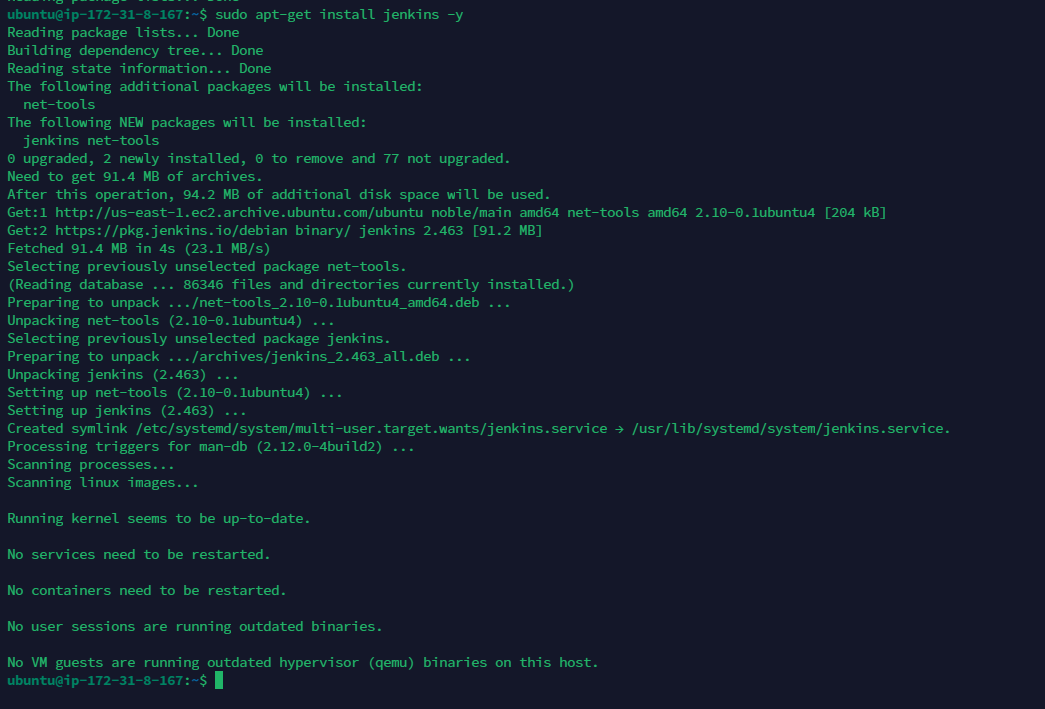 ubuntu@ip-172-31-8-167:~$ sudo apt-get install jenkins -y
Reading package lists... Done
Building dependency tree... Done
Reading state information... Done
The following additional packages will be installed:
  net-tools
The following NEW packages will be installed:
  jenkins net-tools
0 upgraded, 2 newly installed, 0 to remove and 77 not upgraded.
Need to get 91.4 MB of archives.
After this operation, 94.2 MB of additional disk space will be used.
Get:1 http://us-east-1.ec2.archive.ubuntu.com/ubuntu noble/main amd64 net-tools amd64 2.10-0.1ubuntu4 [204 kB]
Get:2 https://pkg.jenkins.io/debian binary/ jenkins 2.463 [91.2 MB]
Fetched 91.4 MB in 4s (23.1 MB/s)
Selecting previously unselected package net-tools.
(Reading database ... 86346 files and directories currently installed.)
Preparing to unpack .../net-tools_2.10-0.1ubuntu4_amd64.deb ...
Unpacking net-tools (2.10-0.1ubuntu4) ...
Selecting previously unselected package jenkins.
Preparing to unpack .../archives/jenkins_2.463_all.deb ...
Unpacking jenkins (2.463) ...
Setting up net-tools (2.10-0.1ubuntu4) ...
Setting up jenkins (2.463) ...
Created symlink /etc/systemd/system/multi-user.target.wants/jenkins.service → /usr/lib/systemd/system/jenkins.service.
Processing triggers for man-db (2.12.0-4build2) ...
Scanning processes...
Scanning linux images...

Running kernel seems to be up-to-date.

No services need to be restarted.

No containers need to be restarted.

No user sessions are running outdated binaries.

No VM guests are running outdated hypervisor (qemu) binaries on this host.
ubuntu@ip-172-31-8-167:~$